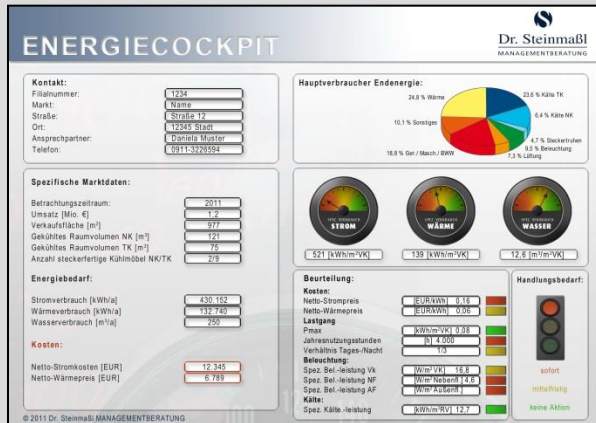 ENERGIECOCKPIT
Dr. Steinmaßl
MANAGEMENTBERATUNG
Kontakt:
Filialnummer: 1234
Markt: Name
Straße: Straße 12
Ort: 12345 Stadt
Ansprechpartner: Daniela Muster
Telefon: 0911-3226594
Hauptverbraucher Endenergie:
24,8 % Wärme
23,6 % Kälte TK
6,4 % Kälte NK
10,1 % Sonstiges
4,7 % Steckertruhen
9,5 % Beleuchtung
16,8 % Ger / Masch / BWW
7,3 % Lüftung
Spezifische Marktdaten:
Betrachtungszeitraum: 2011
Umsatz [Mio. €] 1,2
Verkaufsfläche [m²] 977
Gekühltes Raumvolumen NK [m³] 121
Gekühltes Raumvolumen TK [m³] 75
Anzahl steckerfertige Kühlmöbel NK/TK 2/9
SPEZ. VERBRAUCH STROM
SPEZ. VERBRAUCH WÄRME
SPEZ. VERBRAUCH WASSER
521 [kWh/m²VK]
139 [kWh/m²VK]
12,6 [m³/m²VK]
Energiebedarf:
Stromverbrauch [kWh/a] 430.152
Wärmeverbrauch [kWh/a] 132.740
Wasserverbrauch [m³/a] 250
Kosten:
Netto-Stromkosten [EUR] 12.345
Netto-Wärmepreis [EUR] 6.789
Beurteilung:
Kosten:
Netto-Strompreis [EUR/kWh] 0,16
Netto-Wärmepreis [EUR/kWh] 0,06
Lastgang
Pmax [kWh/m²VK] 0,08
Jahresnutzungsstunden [h] 4.000
Verhältnis Tages-/Nacht 1/3
Beleuchtung:
Spez. Bel.-leistung Vk [W/m² VK] 16,8
Spez. Bel.-leistung NF [W/m² Nebenfl.] 4,6
Spez. Bel.-leistung AF [W/m² Außenfl.]
Kälte:
Spez. Kälte.-leistung [kWh/m³RV] 12,7
Handlungsbedarf:
sofort
mittelfristig
keine Aktion
© 2011 Dr. Steinmaßl MANAGEMENTBERATUNG